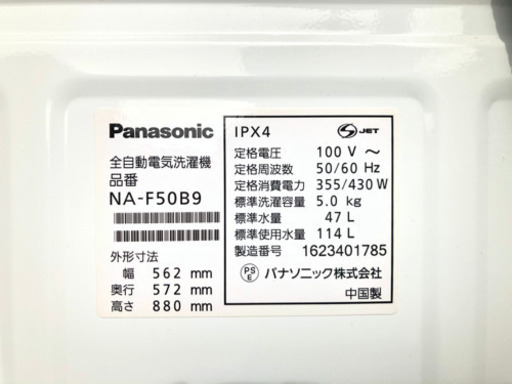 Panasonic
全自動電気洗濯機
品番
NA-F50B9
外形寸法
幅 562 mm
奥行 572 mm
高さ 880 mm
IPX4
S JET
定格電圧 100 V ～
定格周波数 50/60 Hz
定格消費電力 355/430 W
標準洗濯容量 5.0 kg
標準水量 47 L
標準使用水量 114 L
製造番号 1623401785
PS E パナソニック株式会社
中国製